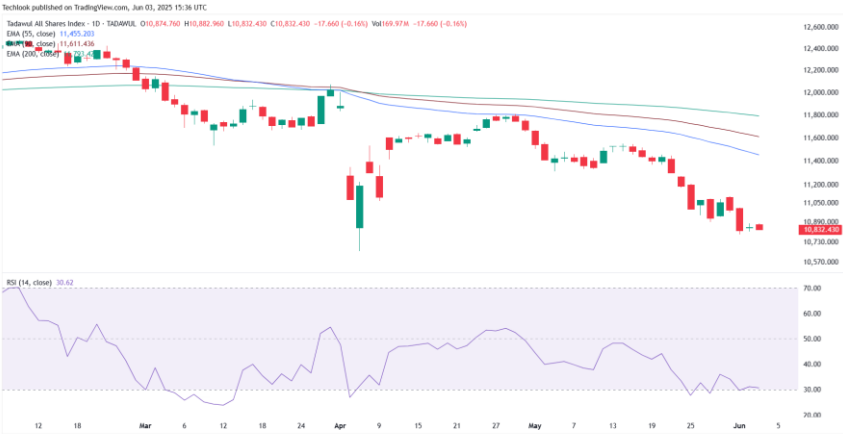 Techlook published on TradingView.com, Jun 03, 2025 15:36 UTC
Tadawul All Shares Index · 1D · TADAWUL O10,874.760 H10,882.960 L10,832.430 C10,832.430 -17.660 (-0.16%) Vol169.97M -17.660 (-0.16%)
EMA (55, close) 11,455.203
close) 11,611.436
EMA (200, close)
12,600.000
12,400.000
12,200.000
12,000.000
11,800.000
11,600.000
11,400.000
11,200.000
11,050.000
10,890.000
10,832.430
10,730.000
10,570.000
RSI (14, close) 30.62
70.00
60.00
50.00
40.00
30.00
20.00
12 18 Mar 6 12 18 24 Apr 9 15 21 27 May 7 13 19 25 Jun 5